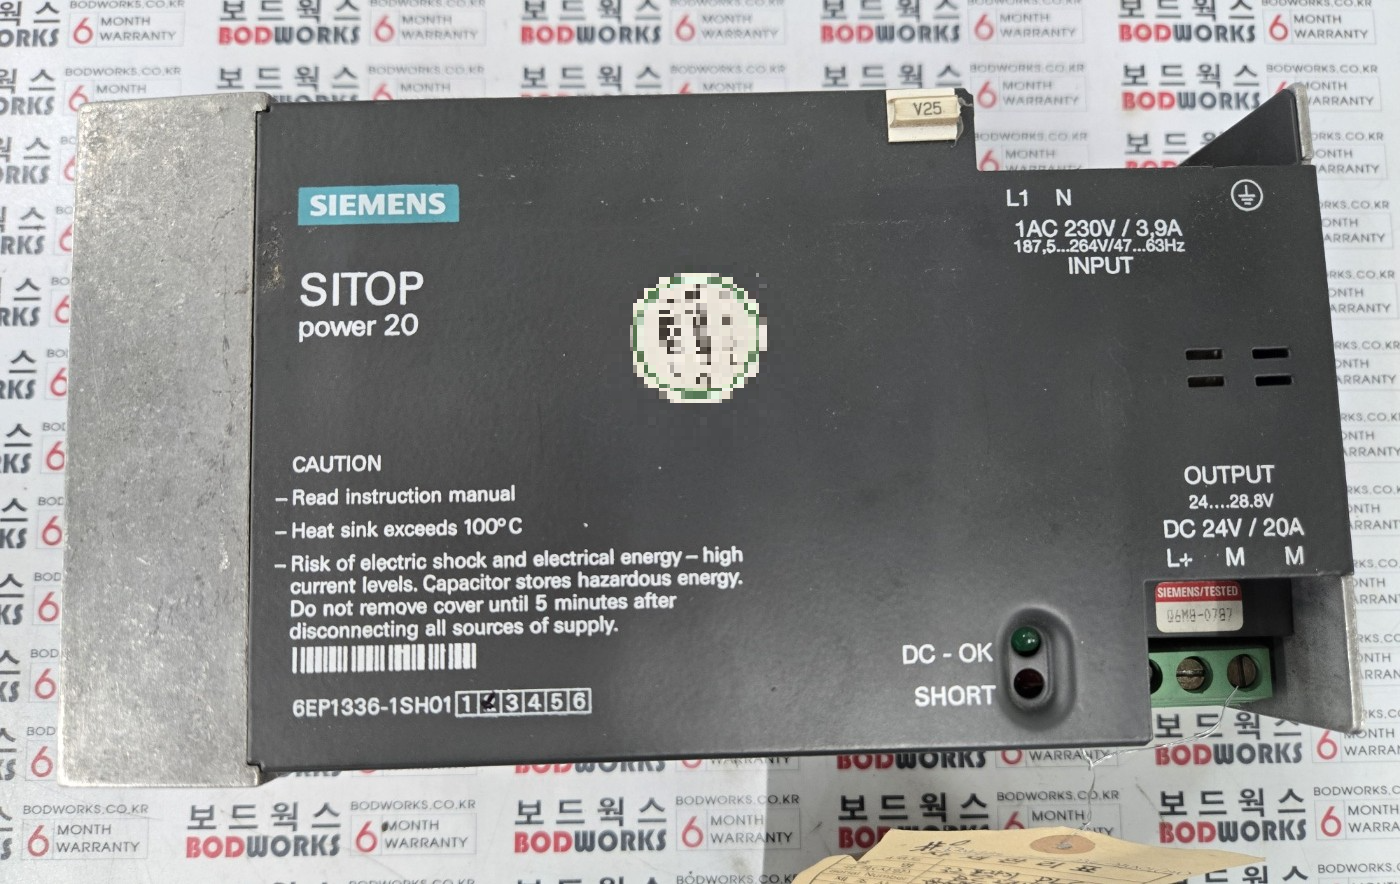 V25
SIEMENS
SITOP
power 20
L1 N
1AC 230V / 3,9A
187,5...264V/47...63Hz
INPUT
CAUTION
– Read instruction manual
– Heat sink exceeds 100°C
– Risk of electric shock and electrical energy – high
current levels. Capacitor stores hazardous energy.
Do not remove cover until 5 minutes after
disconnecting all sources of supply.
6EP1336-1SH01 1 3 4 5 6
OUTPUT
24....28.8V
DC 24V / 20A
L+ M M
SIEMENS/TESTED
Q6M8-0787
DC - OK
SHORT
보드웍스
BODWORKS
BODWORKS.CO.KR
6 MONTH
WARRANTY